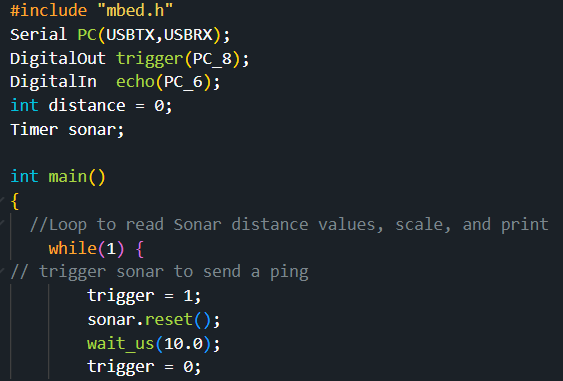 #include "mbed.h"
Serial PC(USBTX,USBRX);
DigitalOut trigger(PC_8);
DigitalIn  echo(PC_6);
int distance = 0;
Timer sonar;

int main()
{
  //Loop to read Sonar distance values, scale, and print
    while(1) {
// trigger sonar to send a ping
        trigger = 1;
        sonar.reset();
        wait_us(10.0);
        trigger = 0;